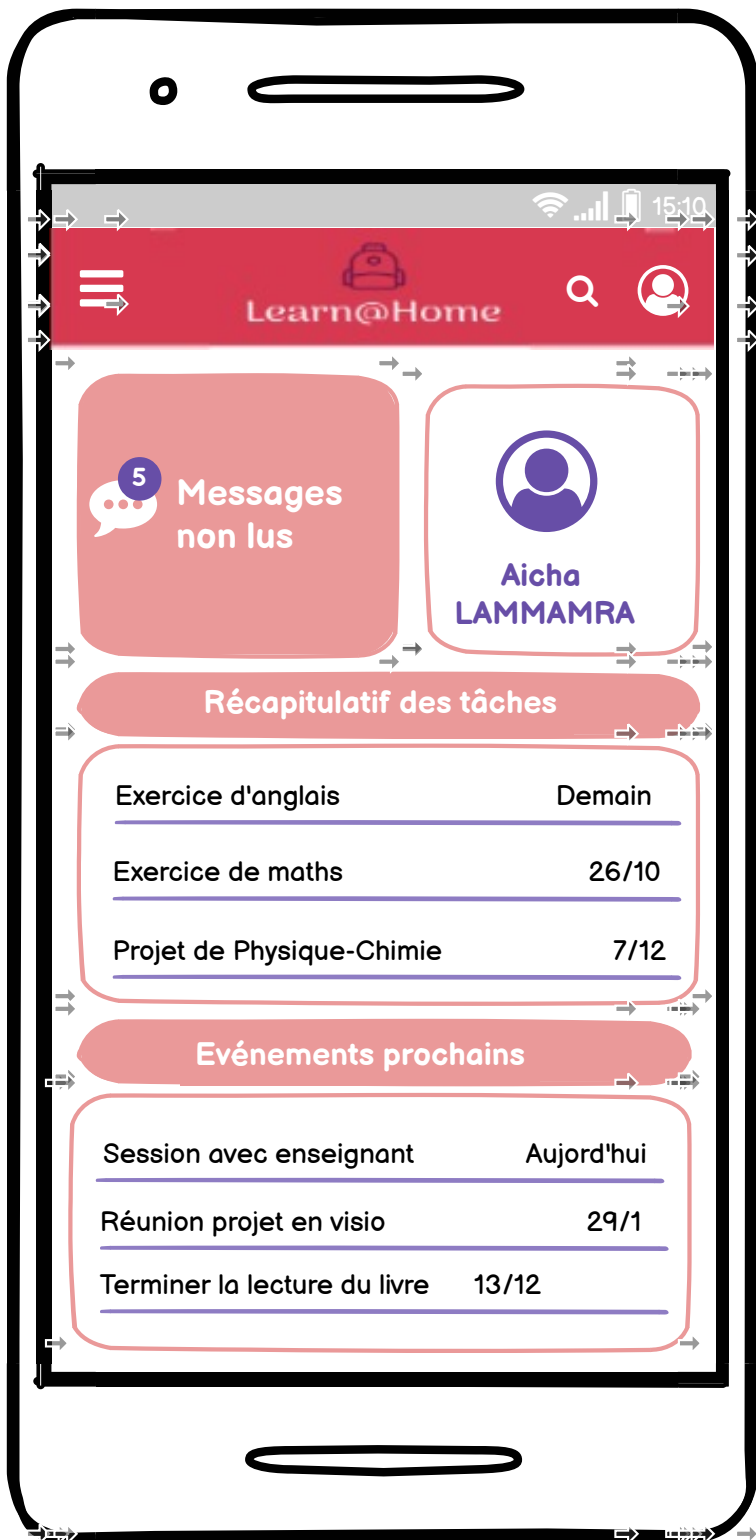 15:10
Learn@Home
5
Messages
non lus
Aicha
LAMMAMRA
Récapitulatif des tâches
Exercice d'anglais Demain
Exercice de maths 26/10
Projet de Physique-Chimie 7/12
Evénements prochains
Session avec enseignant Aujord'hui
Réunion projet en visio 29/1
Terminer la lecture du livre 13/12